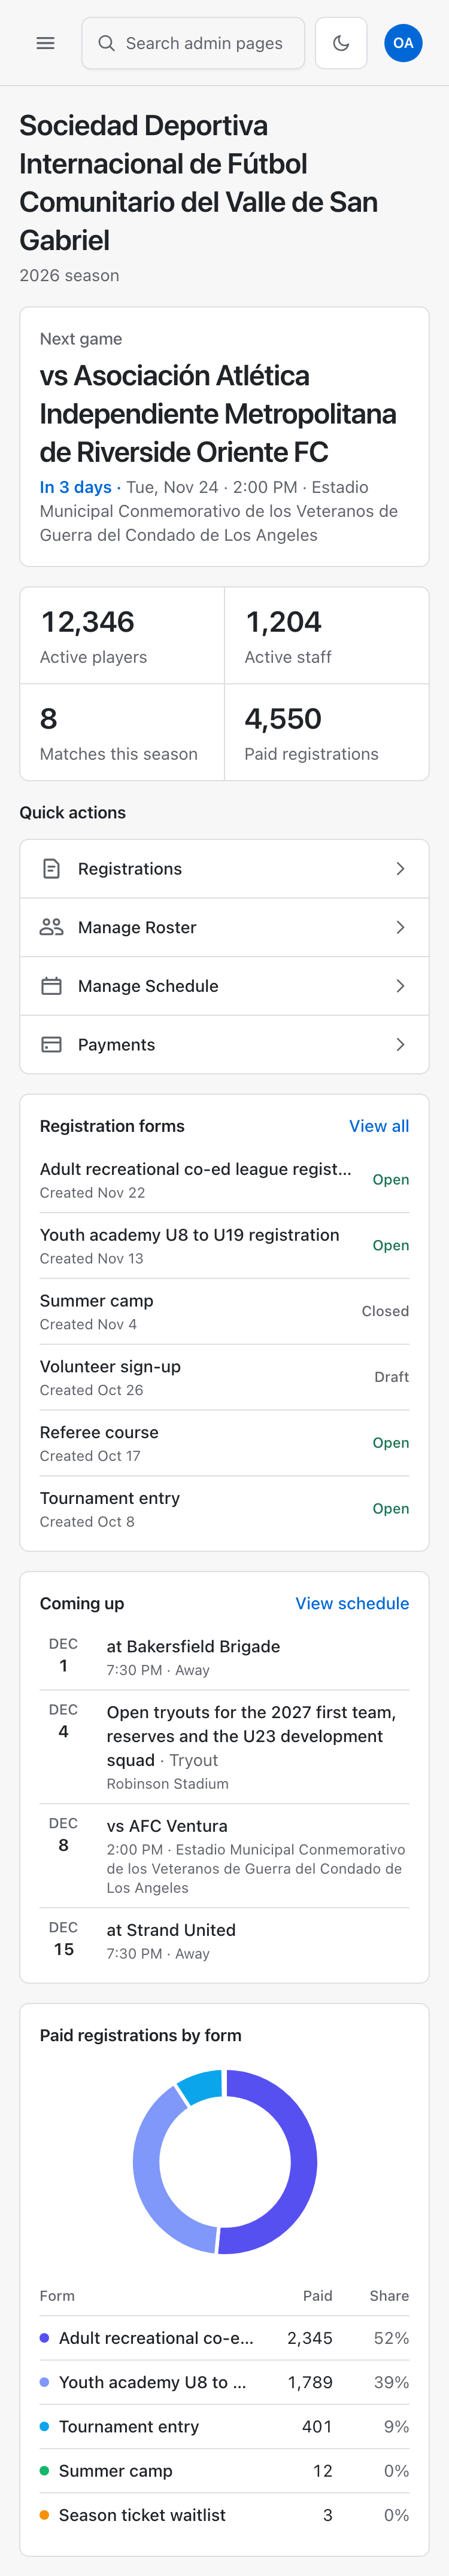 Search admin pages
OA
Sociedad Deportiva
Internacional de Fútbol
Comunitario del Valle de San
Gabriel
2026 season
Next game
vs Asociación Atlética
Independiente Metropolitana
de Riverside Oriente FC
In 3 days · Tue, Nov 24 · 2:00 PM · Estadio
Municipal Conmemorativo de los Veteranos de
Guerra del Condado de Los Angeles
12,346
Active players
1,204
Active staff
8
Matches this season
4,550
Paid registrations
Quick actions
Registrations
Manage Roster
Manage Schedule
Payments
Registration forms
View all
Adult recreational co-ed league regist...
Created Nov 22
Open
Youth academy U8 to U19 registration
Created Nov 13
Open
Summer camp
Created Nov 4
Closed
Volunteer sign-up
Created Oct 26
Draft
Referee course
Created Oct 17
Open
Tournament entry
Created Oct 8
Open
Coming up
View schedule
DEC
1
at Bakersfield Brigade
7:30 PM · Away
DEC
4
Open tryouts for the 2027 first team,
reserves and the U23 development
squad · Tryout
Robinson Stadium
DEC
8
vs AFC Ventura
2:00 PM · Estadio Municipal Conmemorativo
de los Veteranos de Guerra del Condado de
Los Angeles
DEC
15
at Strand United
7:30 PM · Away
Paid registrations by form
Form Paid Share
Adult recreational co-e... 2,345 52%
Youth academy U8 to ... 1,789 39%
Tournament entry 401 9%
Summer camp 12 0%
Season ticket waitlist 3 0%